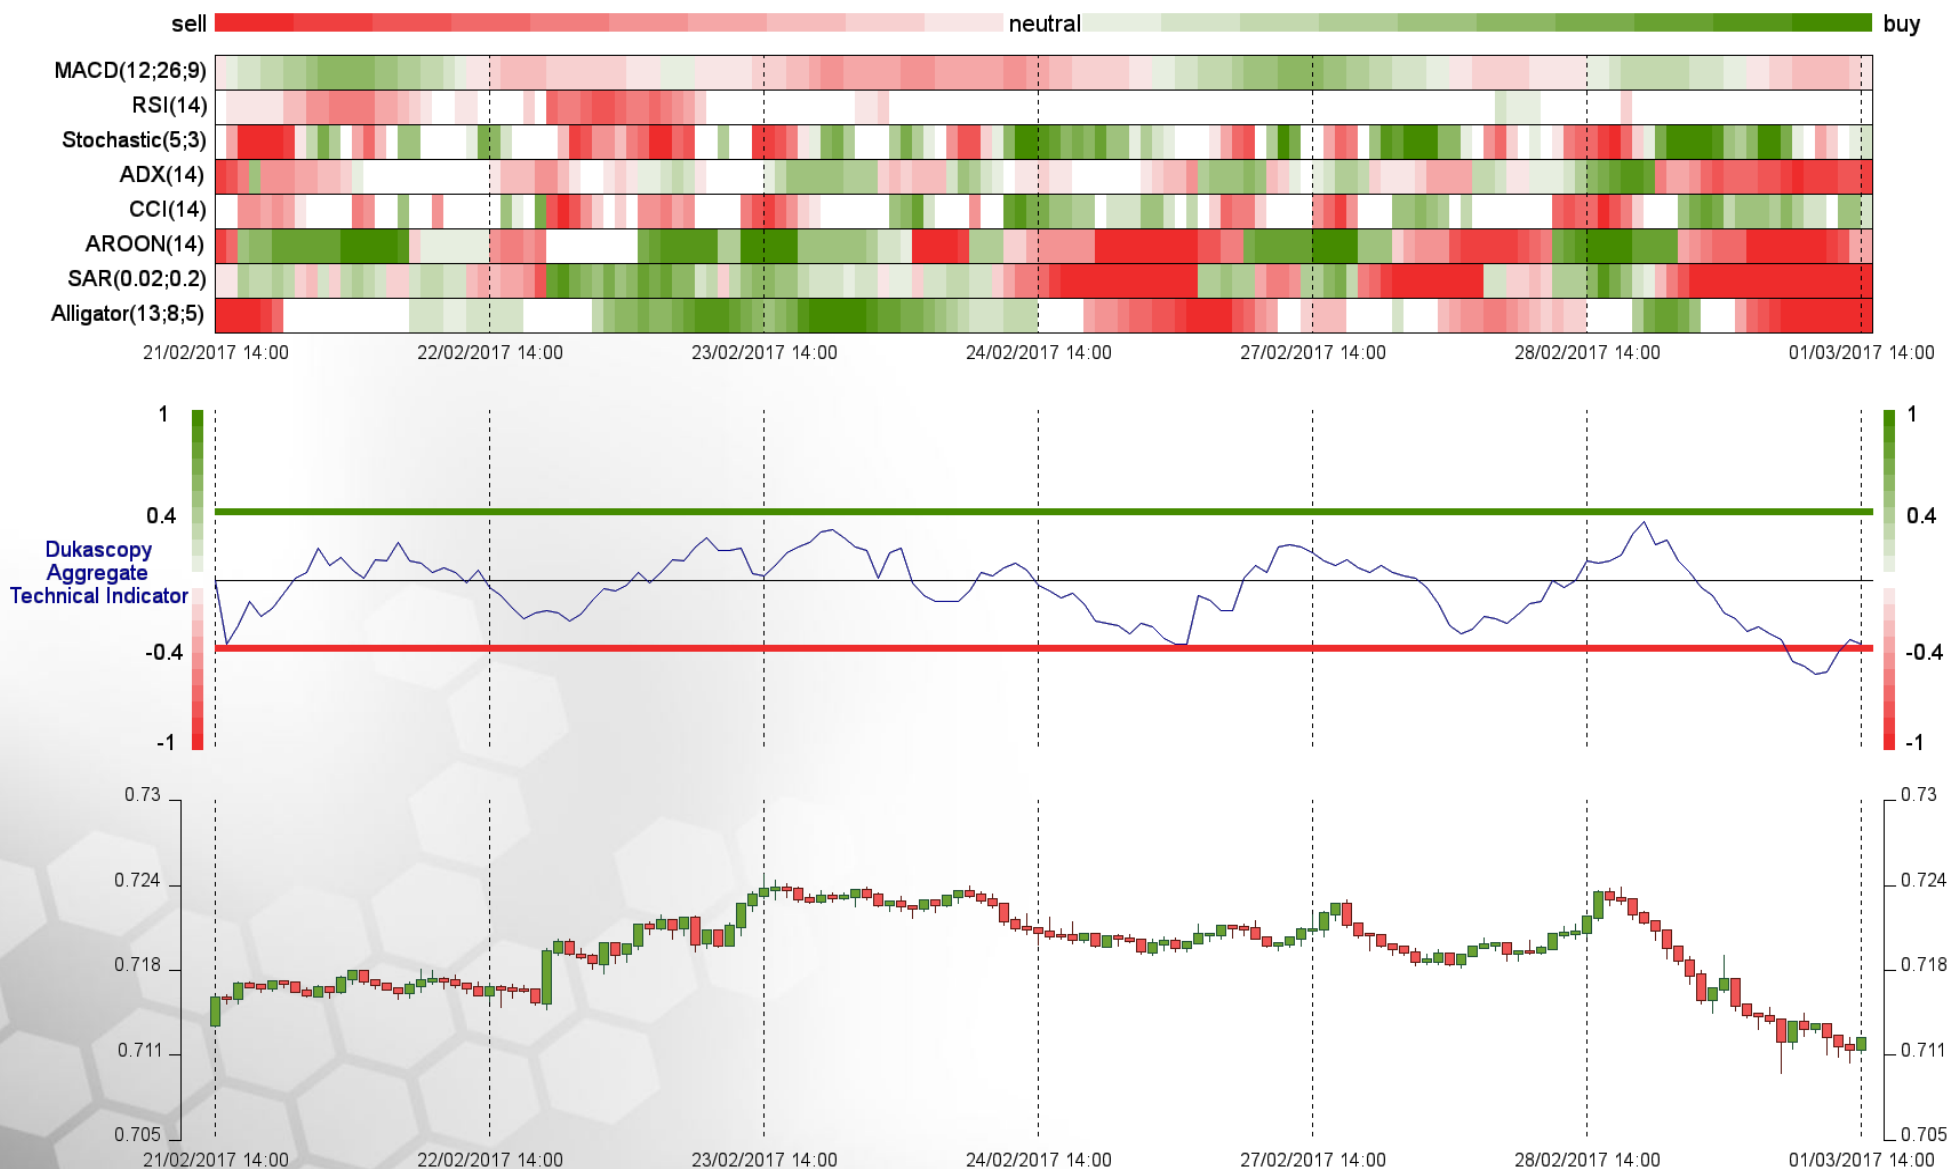 sell neutral buy
MACD(12;26;9)
RSI(14)
Stochastic(5;3)
ADX(14)
CCI(14)
AROON(14)
SAR(0.02;0.2)
Alligator(13;8;5)
21/02/2017 14:00 22/02/2017 14:00 23/02/2017 14:00 24/02/2017 14:00 27/02/2017 14:00 28/02/2017 14:00 01/03/2017 14:00
1 1
0.4 0.4
Dukascopy
Aggregate
Technical Indicator
-0.4 -0.4
-1 -1
0.73 0.73
0.724 0.724
0.718 0.718
0.711 0.711
0.705 0.705
21/02/2017 14:00 22/02/2017 14:00 23/02/2017 14:00 24/02/2017 14:00 27/02/2017 14:00 28/02/2017 14:00 01/03/2017 14:00